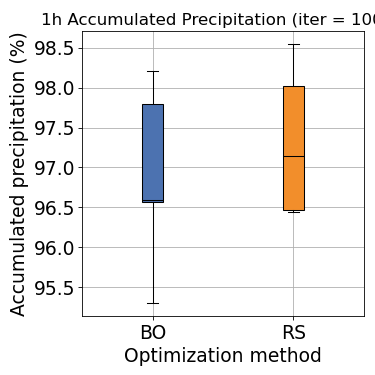 1h Accumulated Precipitation (iter = 100
Accumulated precipitation (%)
98.5
98.0
97.5
97.0
96.5
96.0
95.5
BO RS
Optimization method